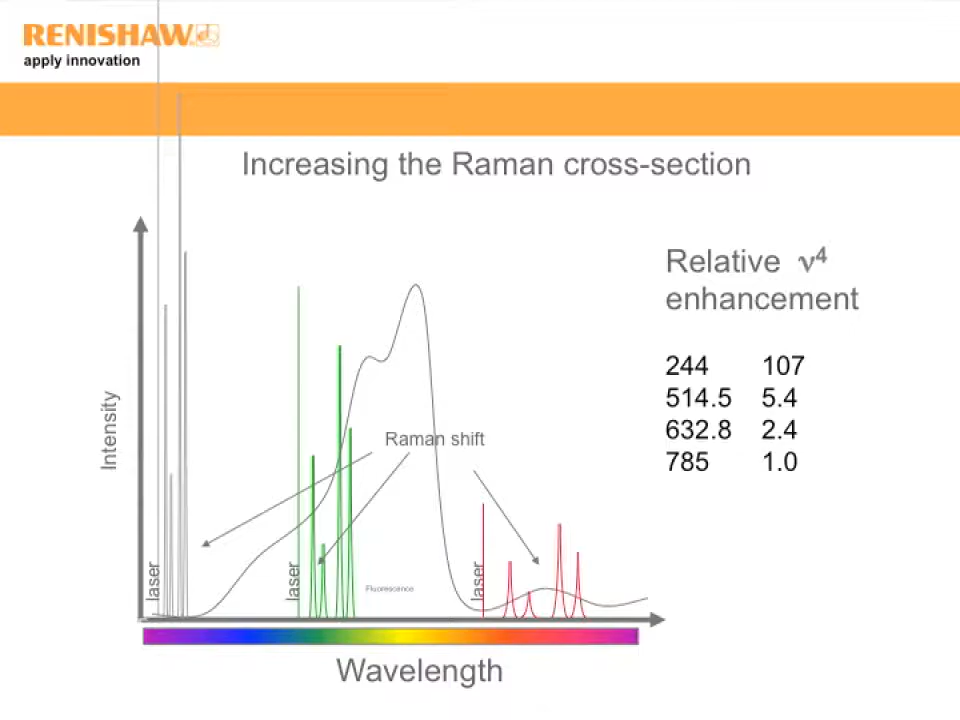 RENISHAW
apply innovation
Increasing the Raman cross-section
Relative ν⁴
enhancement
244 107
514.5 5.4
632.8 2.4
785 1.0
Intensity
Raman shift
laser
laser
laser
Fluorescence
Wavelength